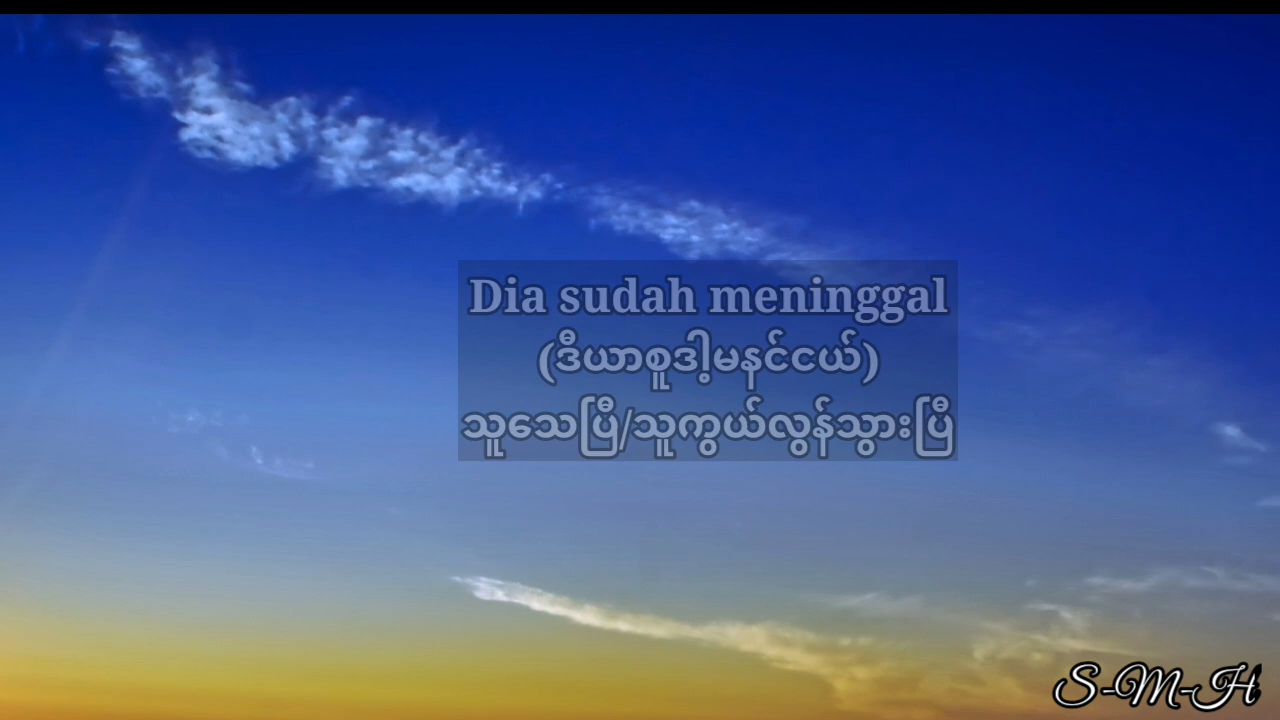 Dia sudah meninggal
(ဒီယာစူဒါ့မနင်ငယ်)
သူသေပြီ/သူကွယ်လွန်သွားပြီ
S-M-H